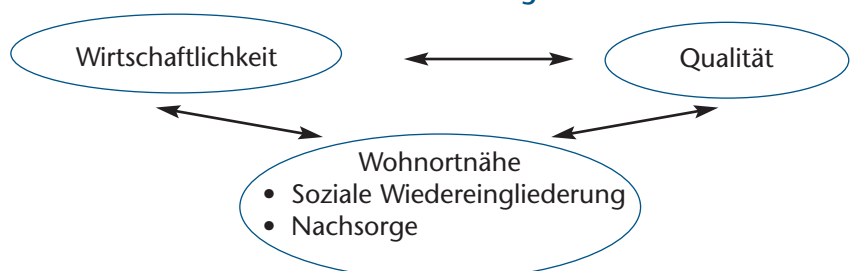 Wirtschaftlichkeit
Qualität
Wohnortnähe
• Soziale Wiedereingliederung
• Nachsorge